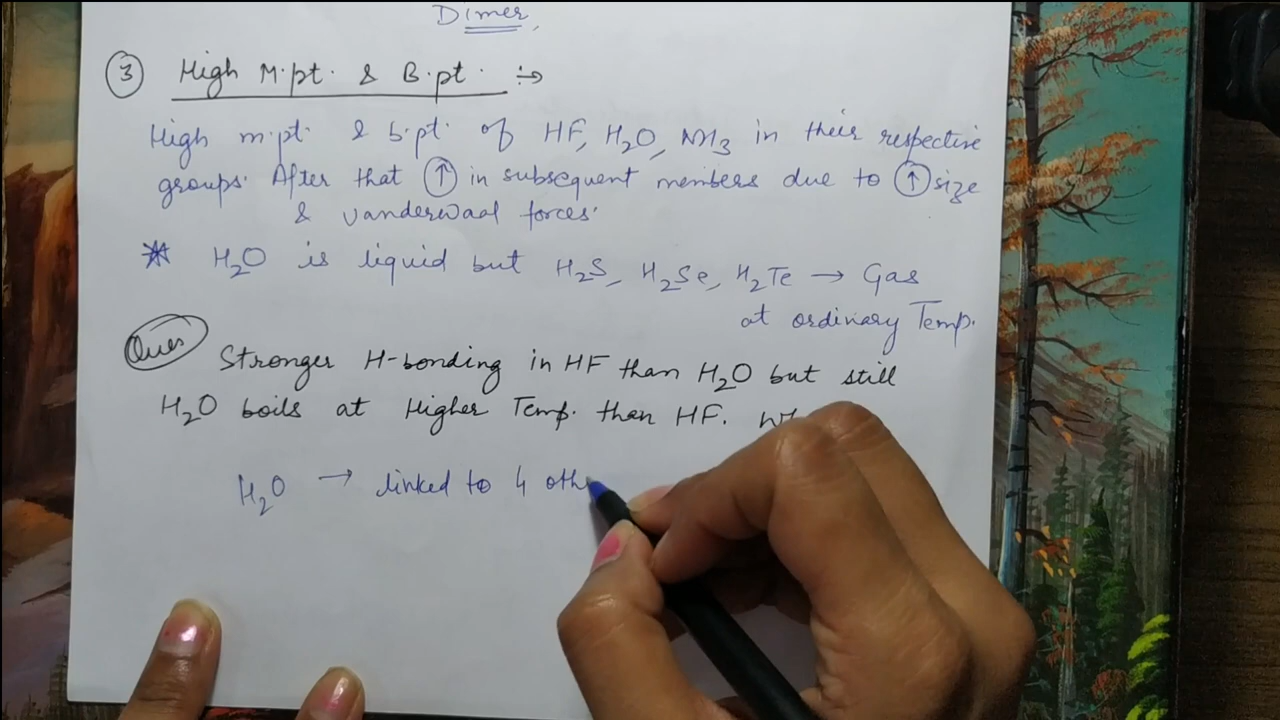 Dimer,
③ High M.pt. & B.pt. :→
High m.pt. & b.pt. of HF, H₂O, NH₃ in their respective
groups. After that ↑ in subsequent members due to ↑ size
& vanderwaal forces.
* H₂O is liquid but H₂S, H₂Se, H₂Te → Gas
at ordinary Temp.
Ques Stronger H-bonding in HF than H₂O but still
H₂O boils at Higher Temp. than HF.
H₂O → linked to 4 othe